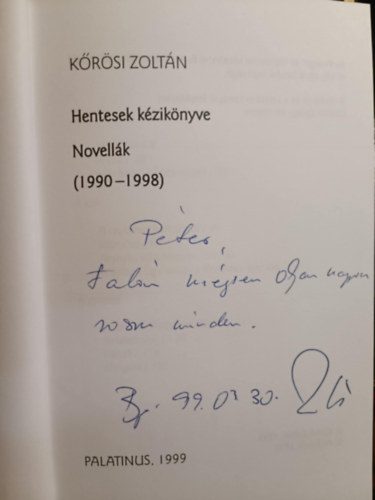 KŐRÖSI ZOLTÁN
Hentesek kézikönyve
Novellák
(1990–1998)
Péter,
talán mégsem olyan nagyon
rossz minden.
Bp. 99. 30.
PALATINUS, 1999